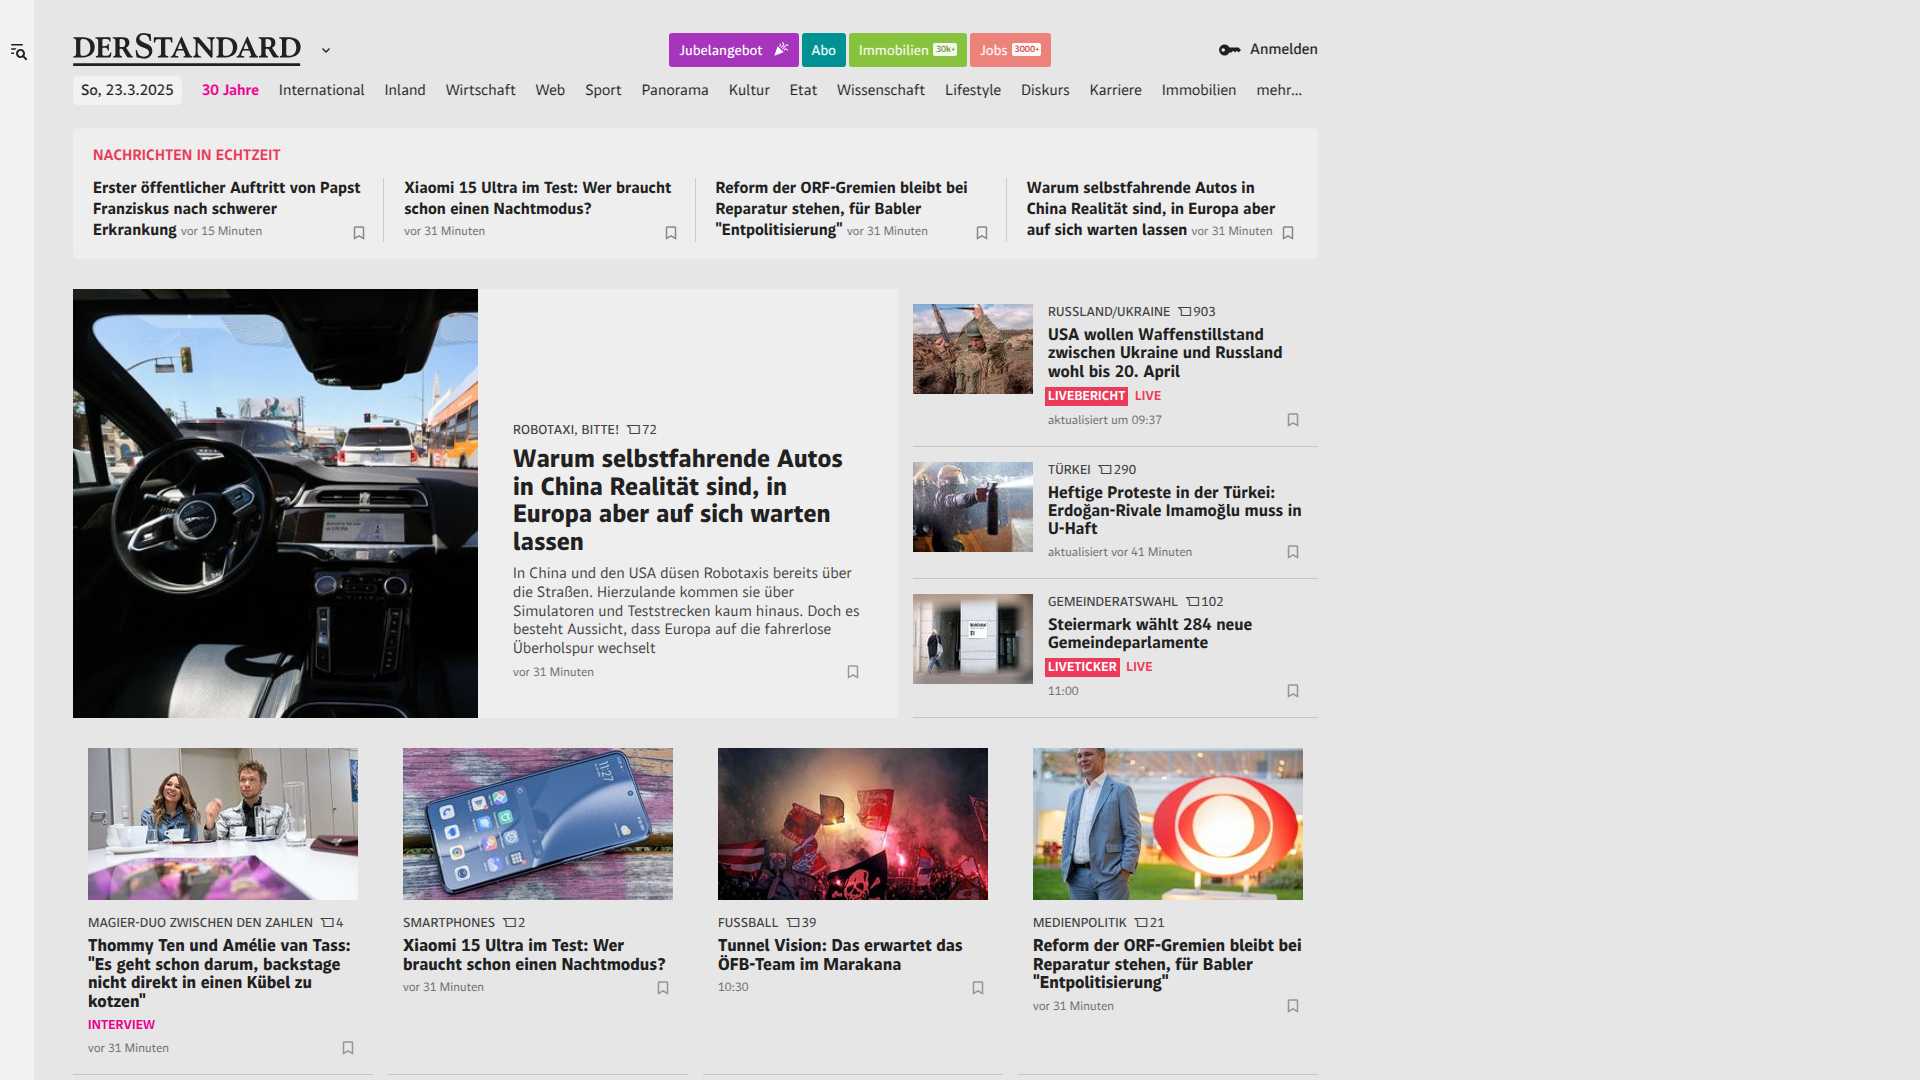 DERSTANDARD
Jubelangebot
Abo
Immobilien 30k+
Jobs 3000+
Anmelden
So, 23.3.2025
30 Jahre
International
Inland
Wirtschaft
Web
Sport
Panorama
Kultur
Etat
Wissenschaft
Lifestyle
Diskurs
Karriere
Immobilien
mehr...
NACHRICHTEN IN ECHTZEIT
Erster öffentlicher Auftritt von Papst
Franziskus nach schwerer
Erkrankung vor 15 Minuten
Xiaomi 15 Ultra im Test: Wer braucht
schon einen Nachtmodus?
vor 31 Minuten
Reform der ORF-Gremien bleibt bei
Reparatur stehen, für Babler
"Entpolitisierung" vor 31 Minuten
Warum selbstfahrende Autos in
China Realität sind, in Europa aber
auf sich warten lassen vor 31 Minuten
ROBOTAXI, BITTE! 72
Warum selbstfahrende Autos
in China Realität sind, in
Europa aber auf sich warten
lassen
In China und den USA düsen Robotaxis bereits über
die Straßen. Hierzulande kommen sie über
Simulatoren und Teststrecken kaum hinaus. Doch es
besteht Aussicht, dass Europa auf die fahrerlose
Überholspur wechselt
vor 31 Minuten
RUSSLAND/UKRAINE 903
USA wollen Waffenstillstand
zwischen Ukraine und Russland
wohl bis 20. April
LIVEBERICHT LIVE
aktualisiert um 09:37
TÜRKEI 290
Heftige Proteste in der Türkei:
Erdoğan-Rivale Imamoğlu muss in
U-Haft
aktualisiert vor 41 Minuten
GEMEINDERATSWAHL 102
Steiermark wählt 284 neue
Gemeindeparlamente
LIVETICKER LIVE
11:00
MAGIER-DUO ZWISCHEN DEN ZAHLEN 4
Thommy Ten und Amélie van Tass:
"Es geht schon darum, backstage
nicht direkt in einen Kübel zu
kotzen"
INTERVIEW
vor 31 Minuten
11:27
SMARTPHONES 2
Xiaomi 15 Ultra im Test: Wer
braucht schon einen Nachtmodus?
vor 31 Minuten
FUSSBALL 39
Tunnel Vision: Das erwartet das
ÖFB-Team im Marakana
10:30
MEDIENPOLITIK 21
Reform der ORF-Gremien bleibt bei
Reparatur stehen, für Babler
"Entpolitisierung"
vor 31 Minuten